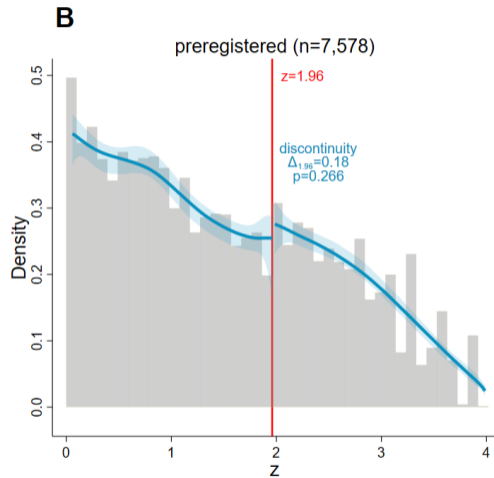 B
preregistered (n=7,578)
z=1.96
discontinuity
Δ₁.₉₆=0.18
p=0.266
Density
0.5
0.4
0.3
0.2
0.1
0.0
0 1 2 3 4
z